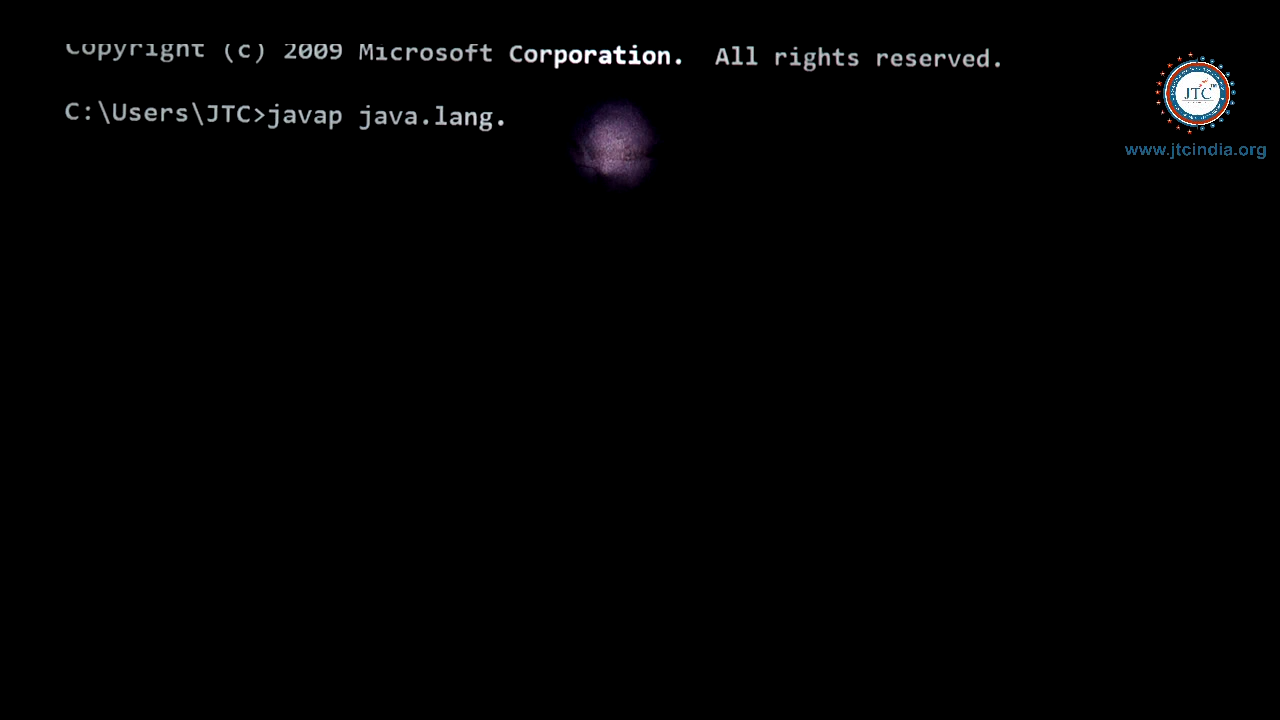 Copyright (c) 2009 Microsoft Corporation.  All rights reserved.
C:\Users\JTC>javap java.lang.
JTC
www.jtcindia.org